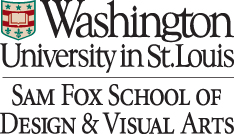 Washington
University in St. Louis
SAM FOX SCHOOL OF
DESIGN & VISUAL ARTS